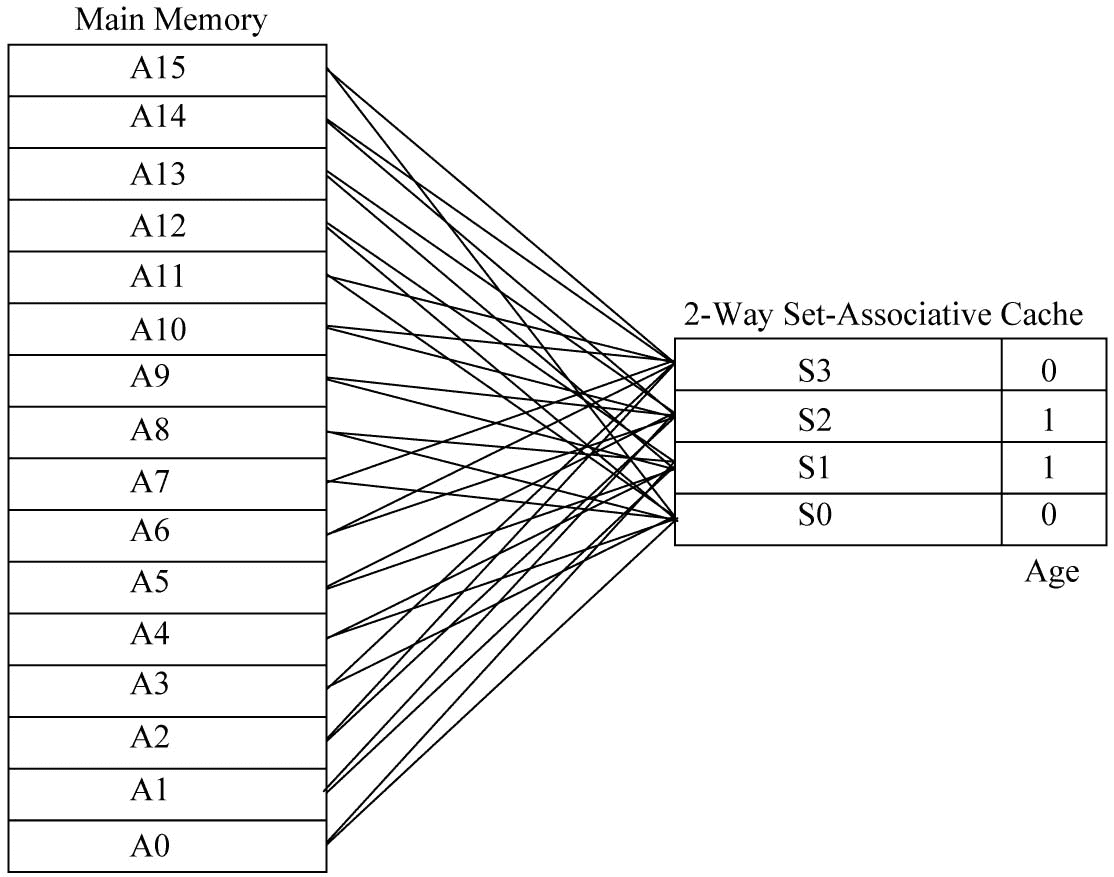 Main Memory
A15
A14
A13
A12
A11
A10
A9
A8
A7
A6
A5
A4
A3
A2
A1
A0
2-Way Set-Associative Cache
S3 0
S2 1
S1 1
S0 0
Age